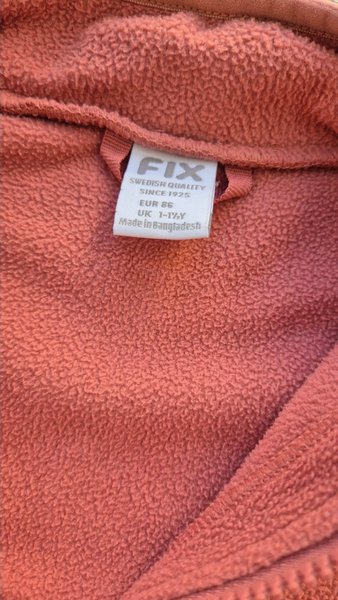 FIX
SWEDISH QUALITY
SINCE 1925
EUR 86
UK 1-1½Y
Made in Bangladesh